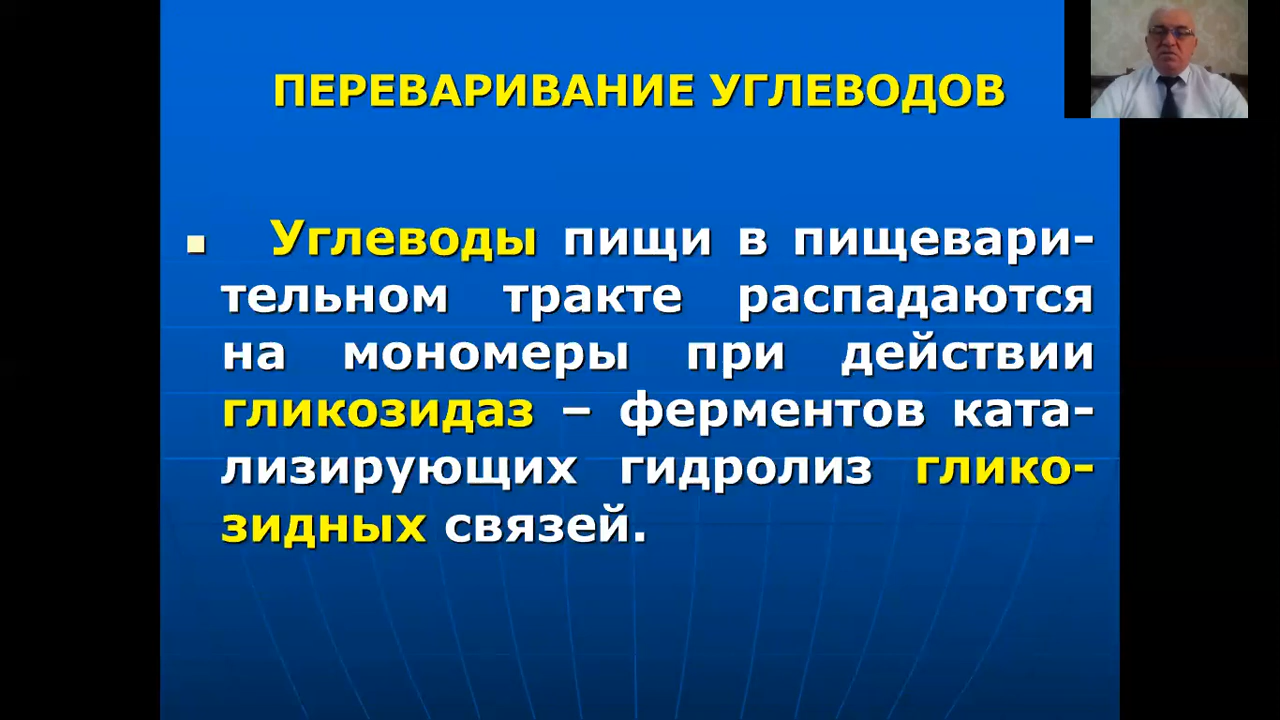 ПЕРЕВАРИВАНИЕ УГЛЕВОДОВ
Углеводы пищи в пищевари-
тельном тракте распадаются
на мономеры при действии
гликозидаз – ферментов ката-
лизирующих гидролиз глико-
зидных связей.